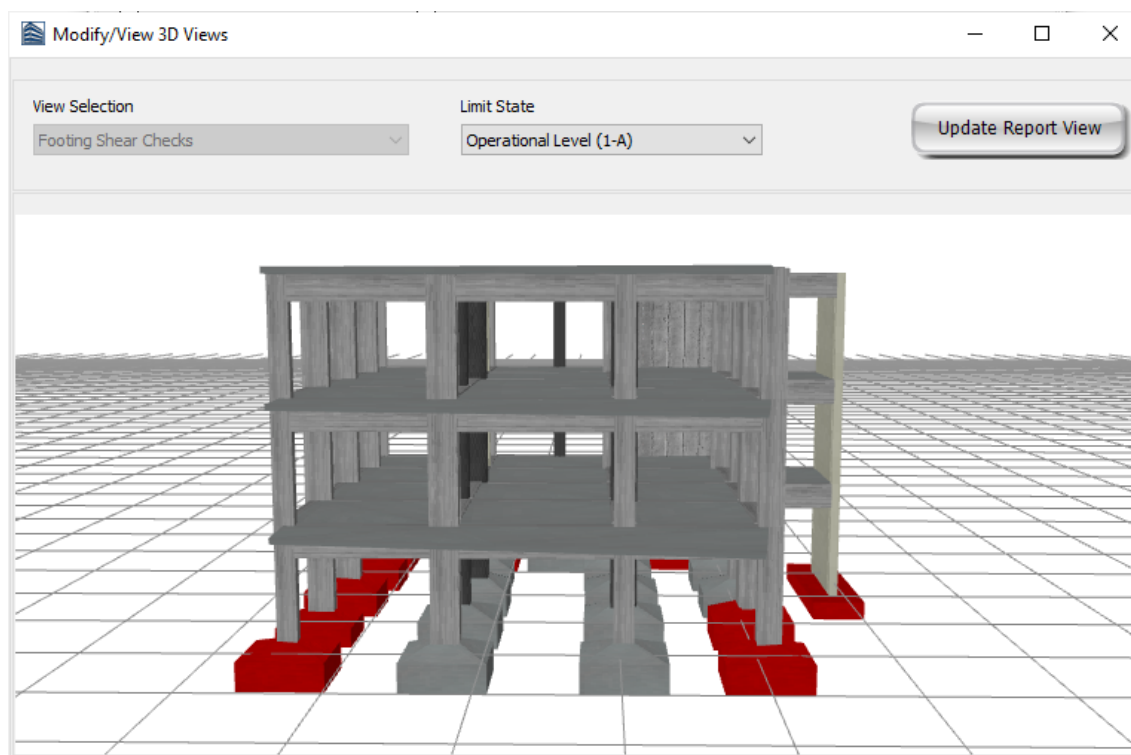 Modify/View 3D Views
View Selection
Limit State
Footing Shear Checks
Operational Level (1-A)
Update Report View